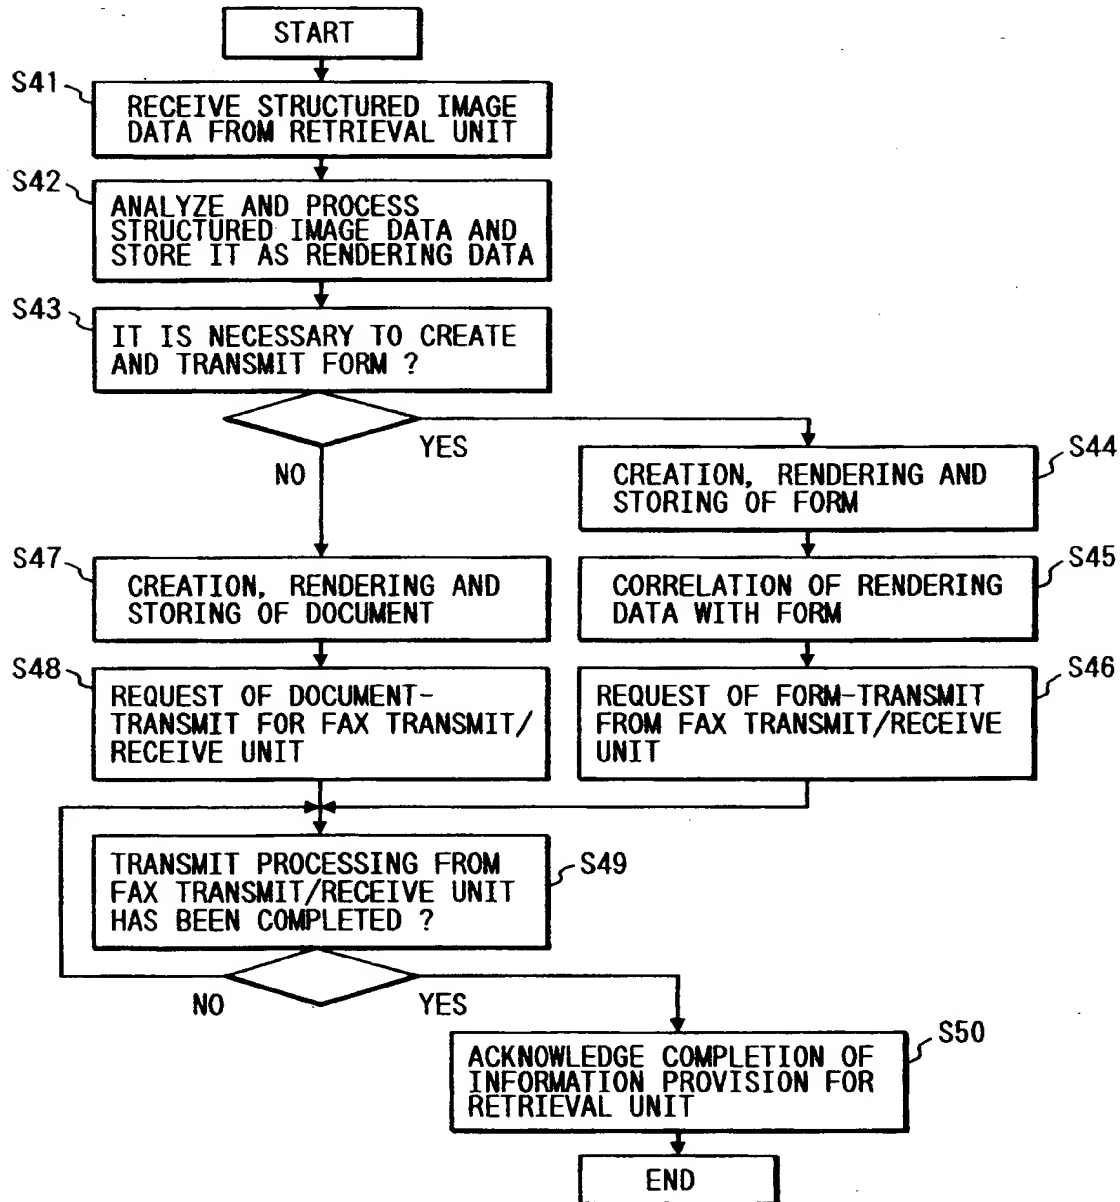 START
S41
RECEIVE STRUCTURED IMAGE
DATA FROM RETRIEVAL UNIT
S42
ANALYZE AND PROCESS
STRUCTURED IMAGE DATA AND
STORE IT AS RENDERING DATA
S43
IT IS NECESSARY TO CREATE
AND TRANSMIT FORM ?
YES
NO
S44
CREATION, RENDERING AND
STORING OF FORM
S47
CREATION, RENDERING AND
STORING OF DOCUMENT
S45
CORRELATION OF RENDERING
DATA WITH FORM
S48
REQUEST OF DOCUMENT-
TRANSMIT FOR FAX TRANSMIT/
RECEIVE UNIT
S46
REQUEST OF FORM-TRANSMIT
FROM FAX TRANSMIT/RECEIVE
UNIT
S49
TRANSMIT PROCESSING FROM
FAX TRANSMIT/RECEIVE UNIT
HAS BEEN COMPLETED ?
NO
YES
S50
ACKNOWLEDGE COMPLETION OF
INFORMATION PROVISION FOR
RETRIEVAL UNIT
END